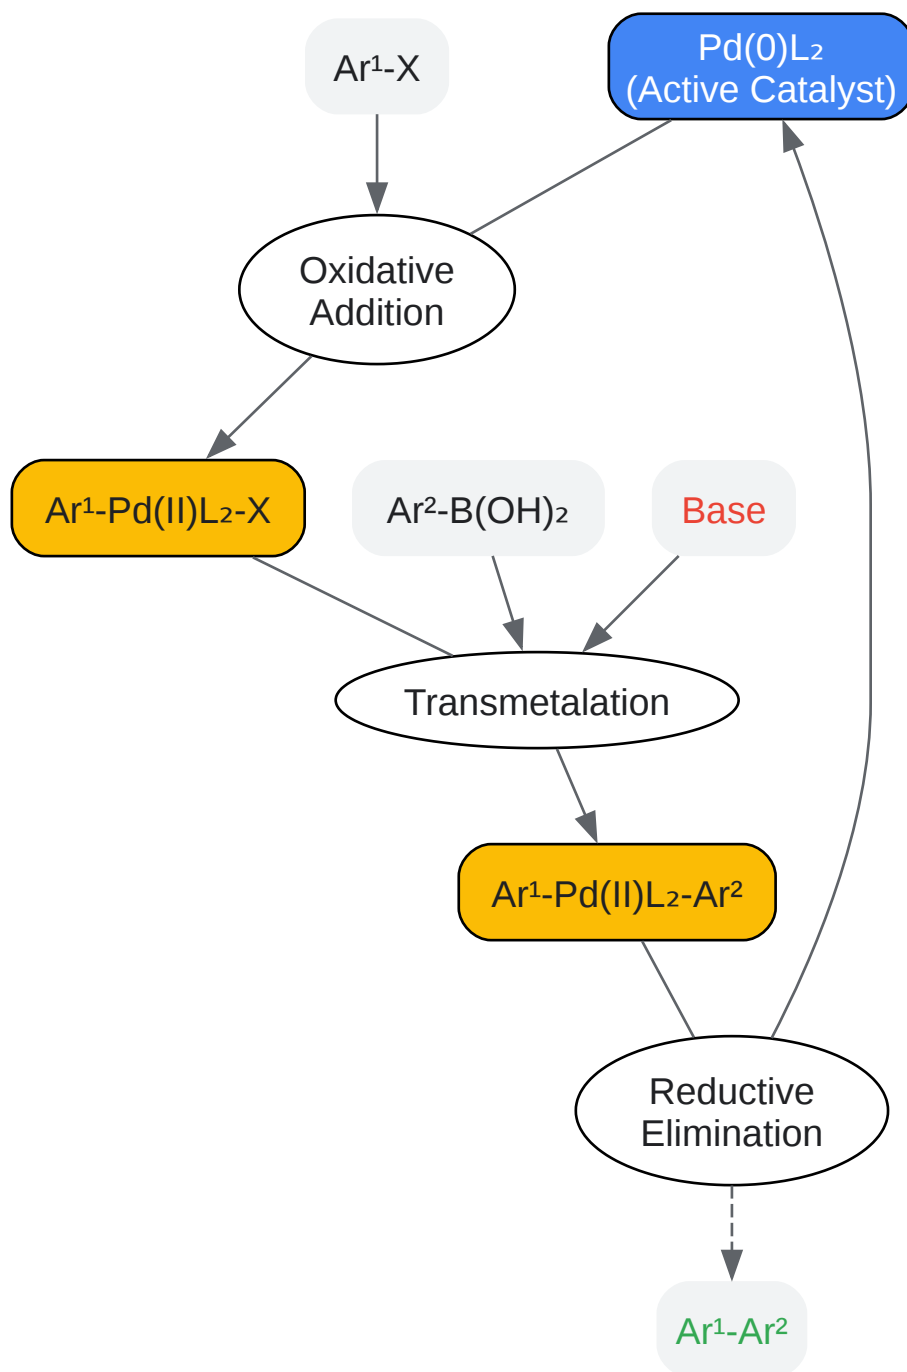 Ar¹-X
Pd(0)L₂
(Active Catalyst)
Oxidative
Addition
Ar¹-Pd(II)L₂-X
Ar²-B(OH)₂
Base
Transmetalation
Ar¹-Pd(II)L₂-Ar²
Reductive
Elimination
Ar¹-Ar²